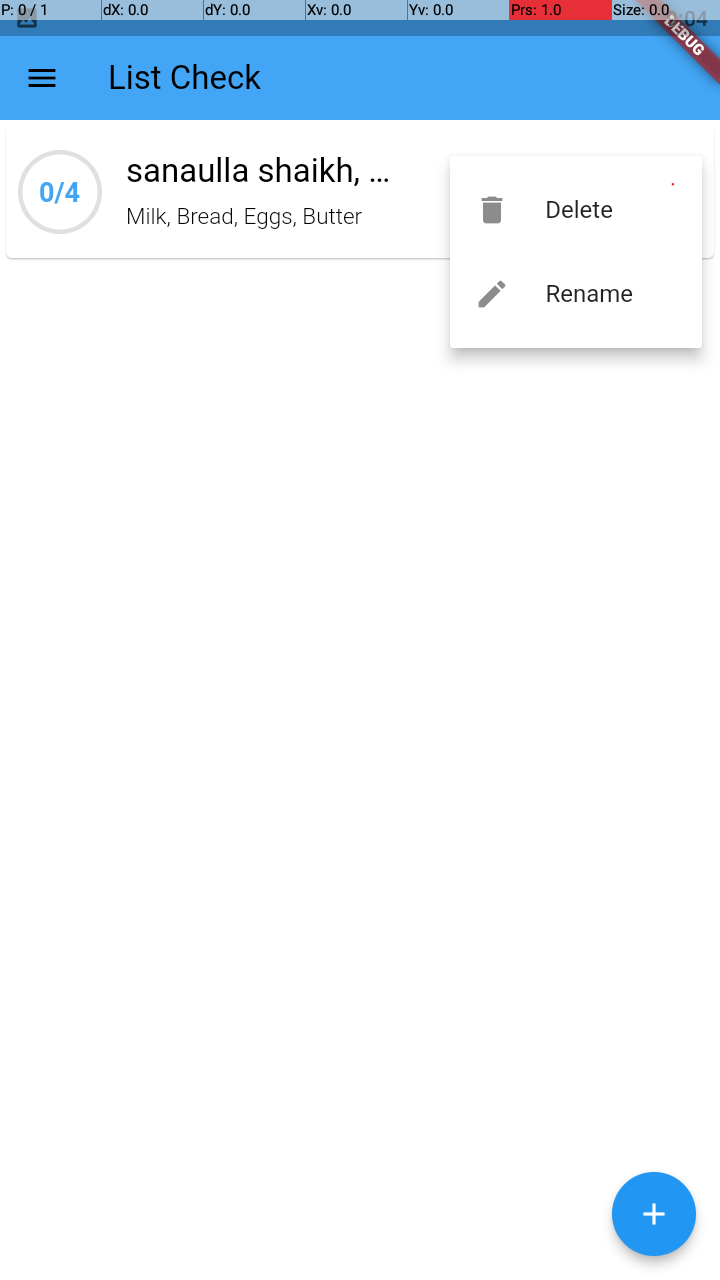 P: 0 / 1 dX: 0.0 dY: 0.0 Xv: 0.0 Yv: 0.0 Prs: 1.0 Size: 0.0
DEBUG
List Check
0/4
sanaulla shaikh, …
Milk, Bread, Eggs, Butter
Delete
Rename